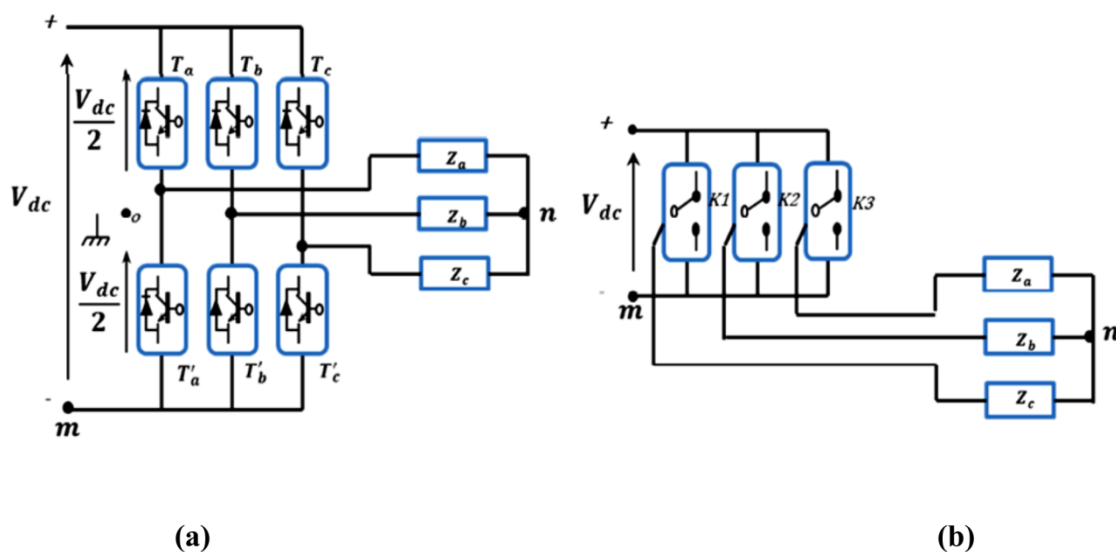 +
T_a T_b T_c
V_dc/2
V_dc
o
Z_a
Z_b
n
Z_c
V_dc/2
T'_a T'_b T'_c
-
m
(a)
+
V_dc
K1 K2 K3
-
m
Z_a
Z_b
n
Z_c
(b)